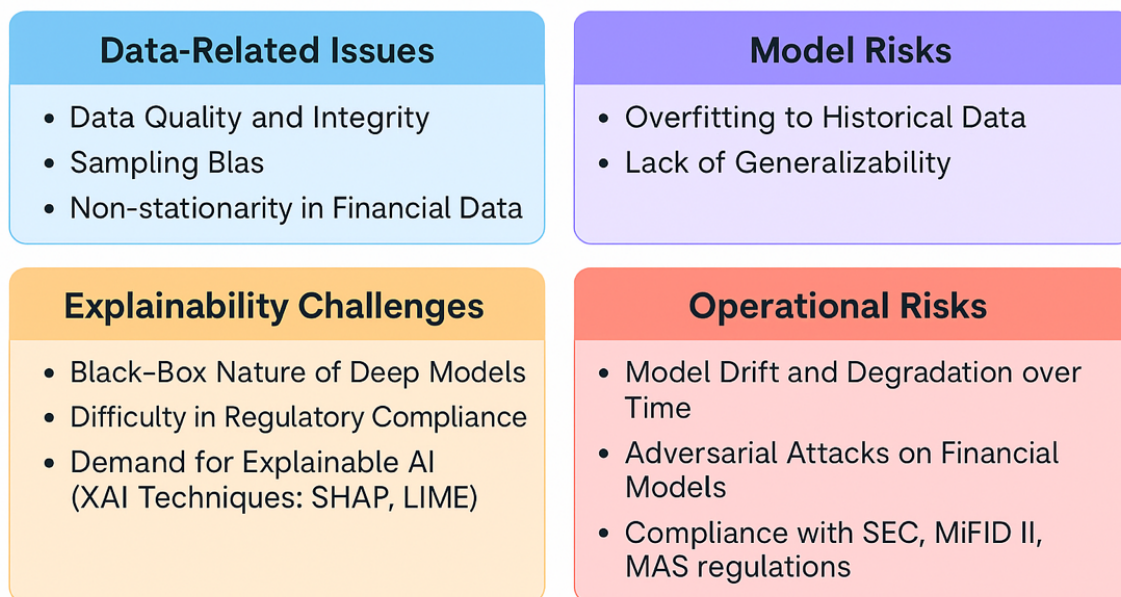 Data-Related Issues
• Data Quality and Integrity
• Sampling Blas
• Non-stationarity in Financial Data
Model Risks
• Overfitting to Historical Data
• Lack of Generalizability
Explainability Challenges
• Black-Box Nature of Deep Models
• Difficulty in Regulatory Compliance
• Demand for Explainable AI
(XAI Techniques: SHAP, LIME)
Operational Risks
• Model Drift and Degradation over
Time
• Adversarial Attacks on Financial
Models
• Compliance with SEC, MiFID II,
MAS regulations